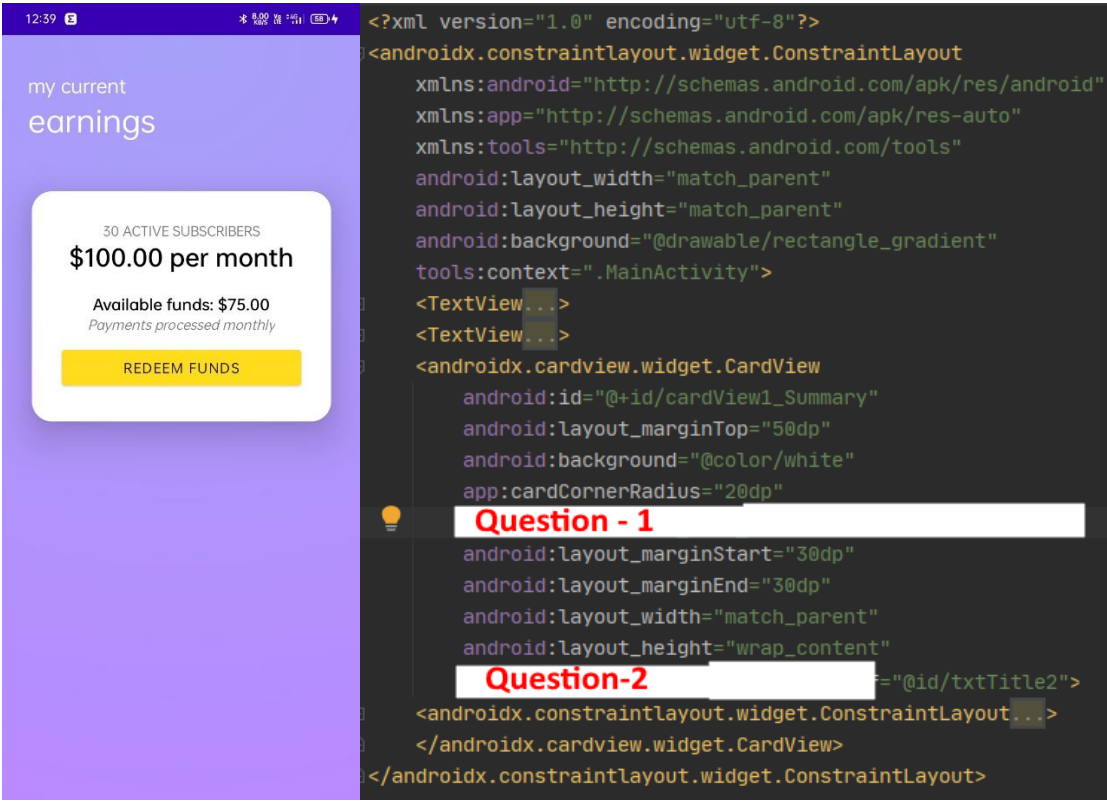 12:39
8.00 KB/S
58
my current
earnings
30 ACTIVE SUBSCRIBERS
$100.00 per month
Available funds: $75.00
Payments processed monthly
REDEEM FUNDS
<?xml version="1.0" encoding="utf-8"?>
<androidx.constraintlayout.widget.ConstraintLayout
xmlns:android="http://schemas.android.com/apk/res/android"
xmlns:app="http://schemas.android.com/apk/res-auto"
xmlns:tools="http://schemas.android.com/tools"
android:layout_width="match_parent"
android:layout_height="match_parent"
android:background="@drawable/rectangle_gradient"
tools:context=".MainActivity">
<TextView...>
<TextView...>
<androidx.cardview.widget.CardView
android:id="@+id/cardView1_Summary"
android:layout_marginTop="50dp"
android:background="@color/white"
app:cardCornerRadius="20dp"
Question - 1
android:layout_marginStart="30dp"
android:layout_marginEnd="30dp"
android:layout_width="match_parent"
android:layout_height="wrap_content"
Question-2 f="@id/txtTitle2">
<androidx.constraintlayout.widget.ConstraintLayout...>
</androidx.cardview.widget.CardView>
</androidx.constraintlayout.widget.ConstraintLayout>